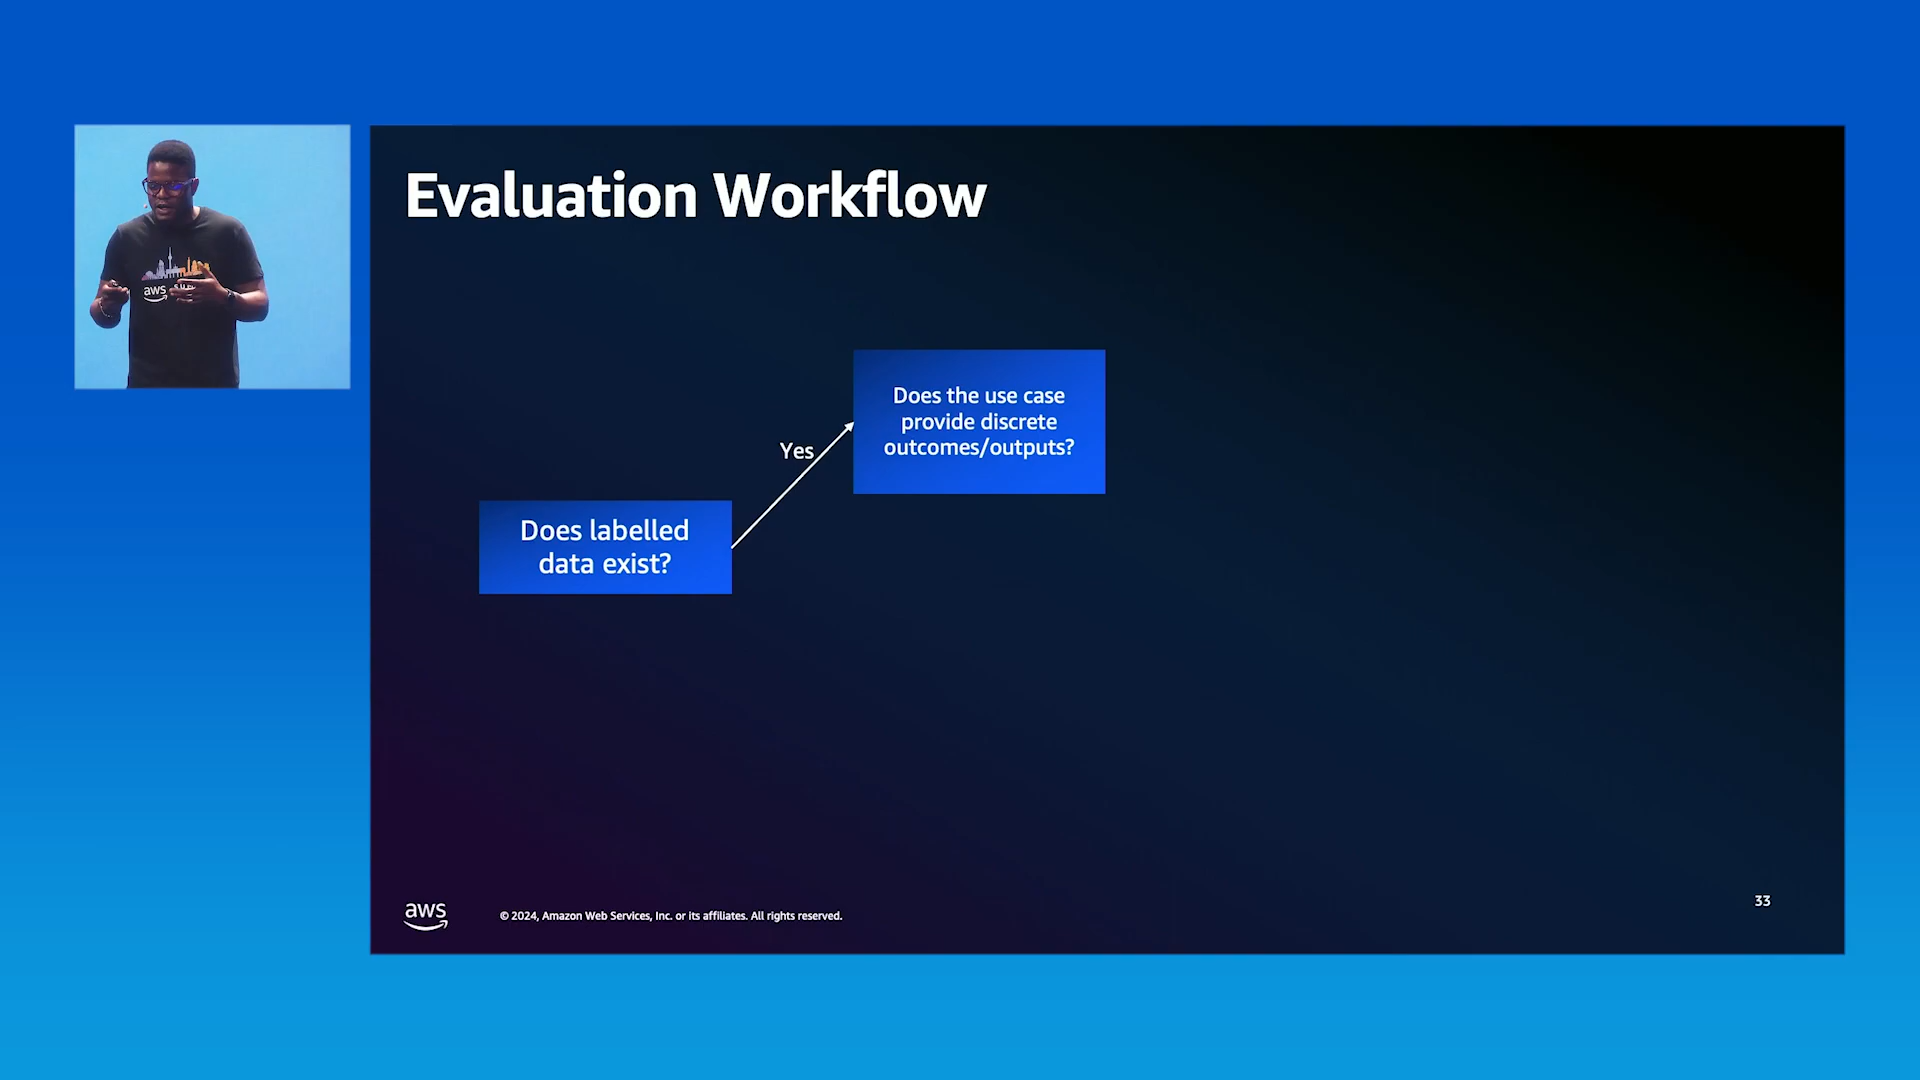 Evaluation Workflow
Does the use case
provide discrete
outcomes/outputs?
Yes
Does labelled
data exist?
aws
aws
© 2024, Amazon Web Services, Inc. or its affiliates. All rights reserved.
33